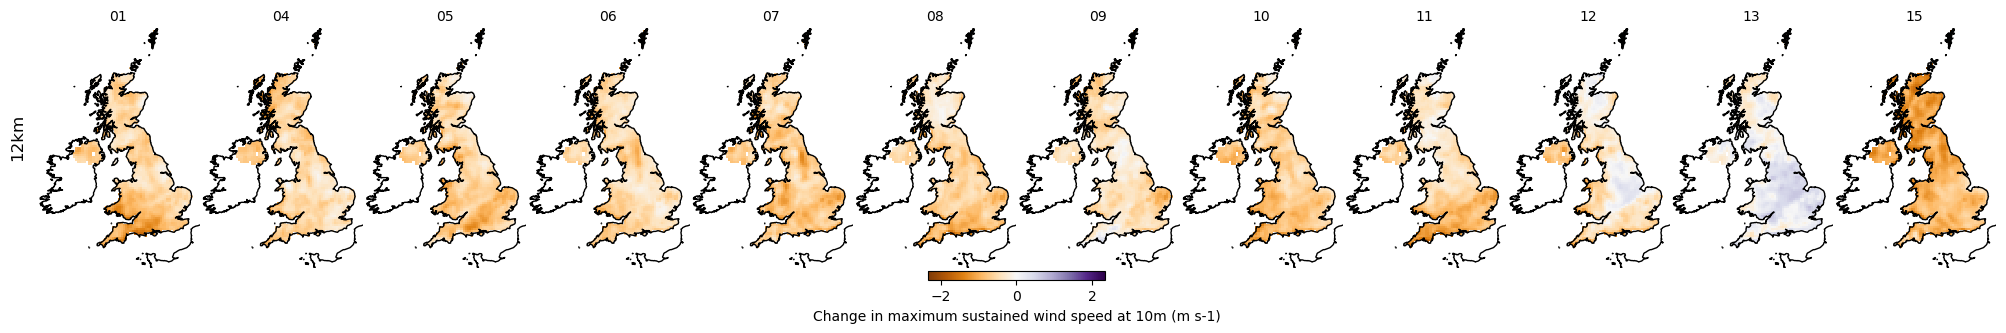 01 04 05 06 07 08 09 10 11 12 13 15
12km
−2 0 2
Change in maximum sustained wind speed at 10m (m s-1)